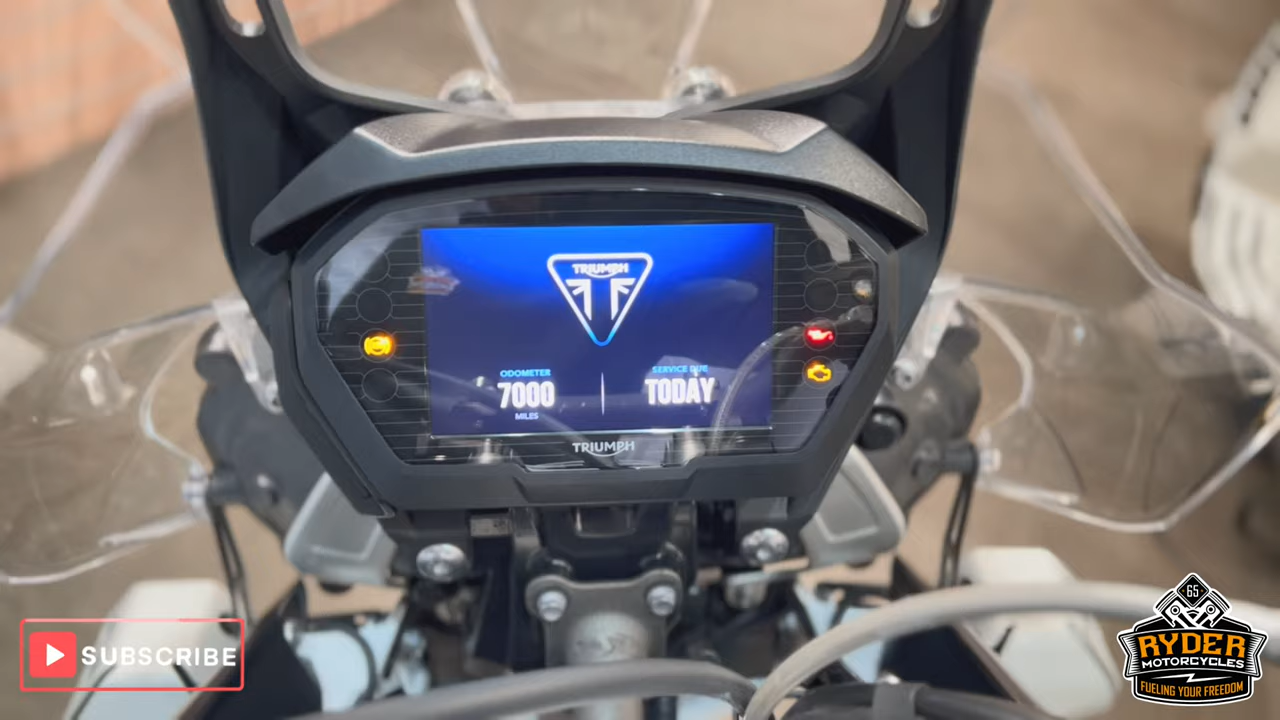 TRIUMPH
ODOMETER
7000
MILES
SERVICE DUE
TODAY
TRIUMPH
SUBSCRIBE
65
RYDER
MOTORCYCLES
FUELING YOUR FREEDOM